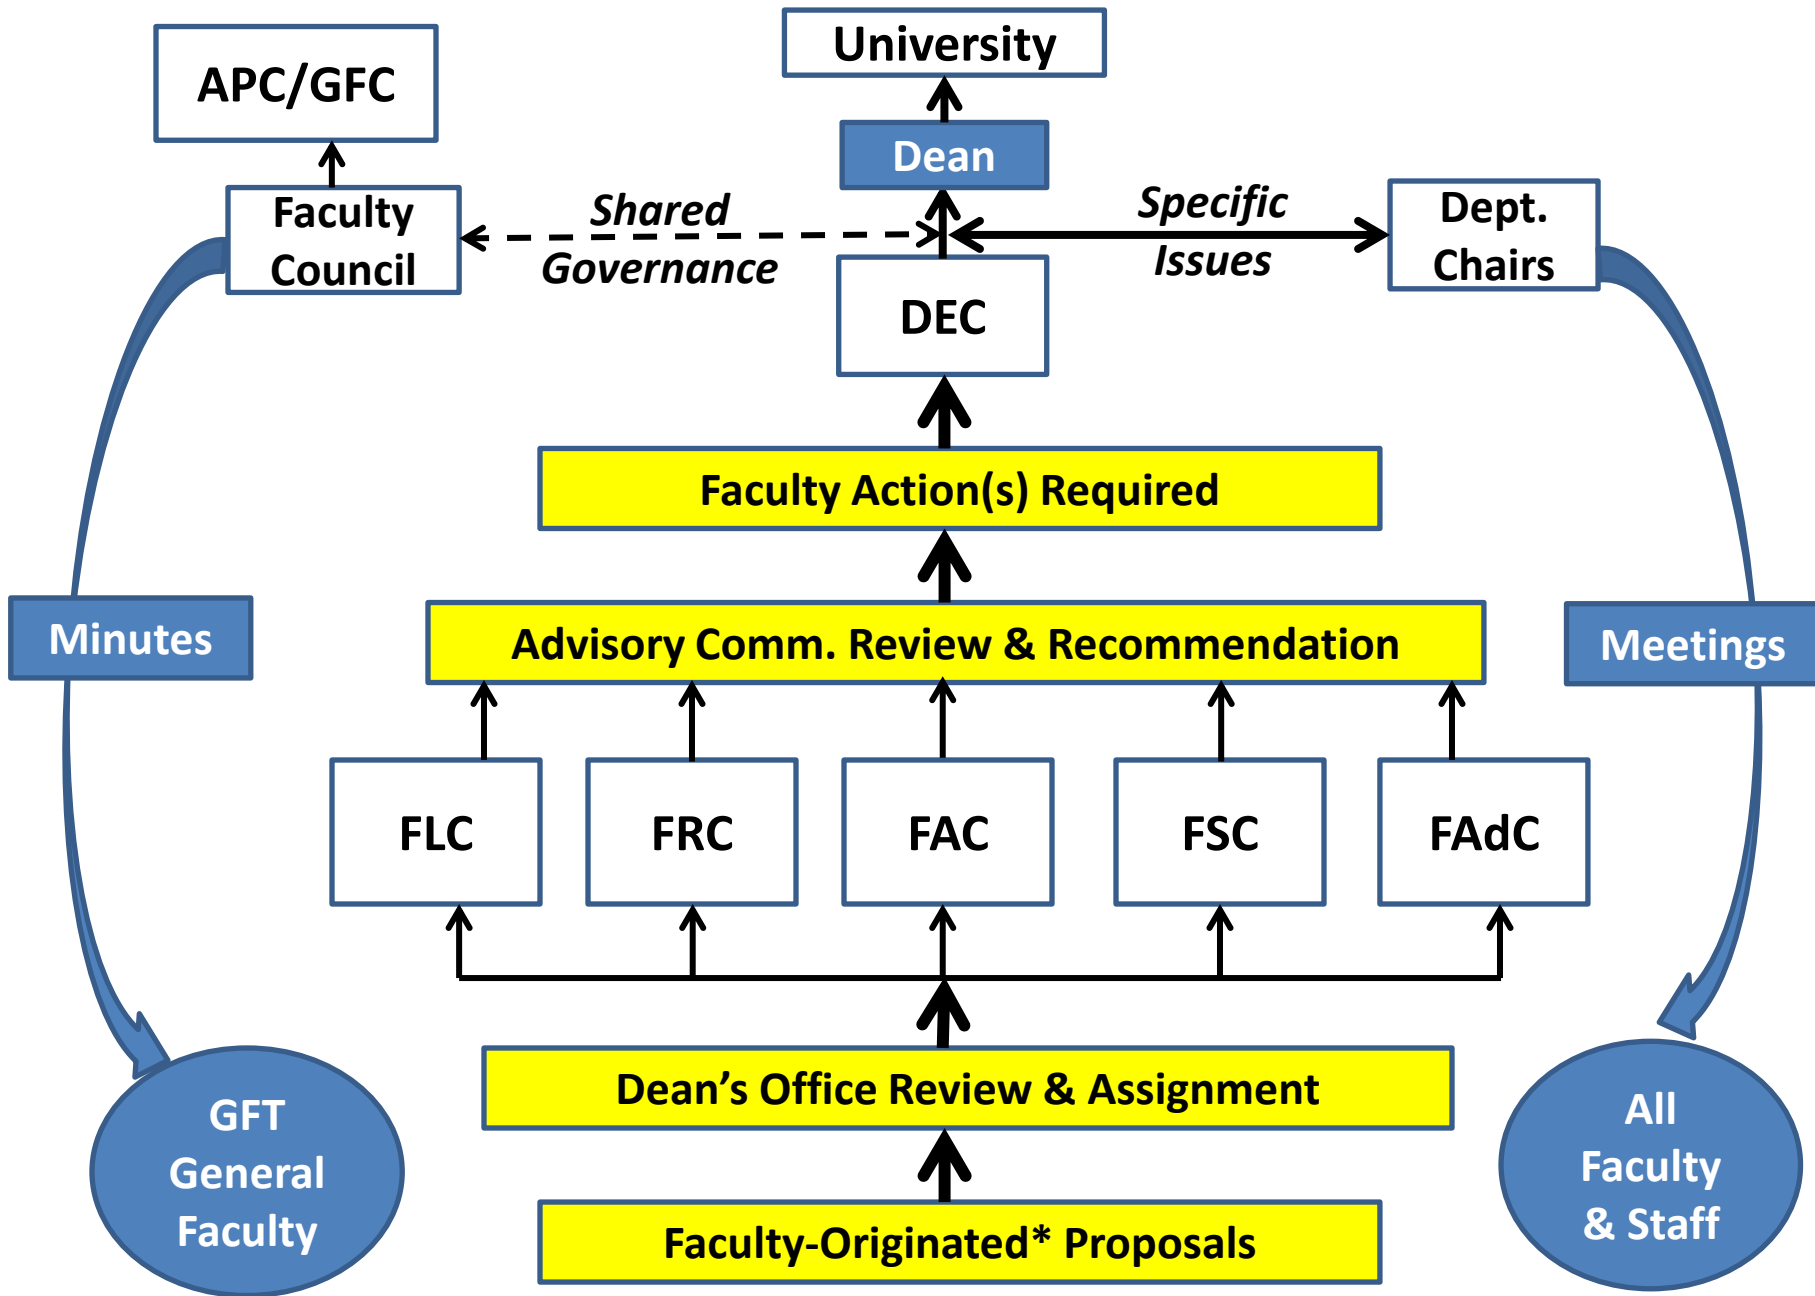 University
APC/GFC
Dean
Faculty
Council
Shared
Governance
Specific
Issues
Dept.
Chairs
DEC
Faculty Action(s) Required
Minutes
Advisory Comm. Review & Recommendation
Meetings
FLC
FRC
FAC
FSC
FAdC
Dean’s Office Review & Assignment
GFT
General
Faculty
All
Faculty
& Staff
Faculty-Originated* Proposals